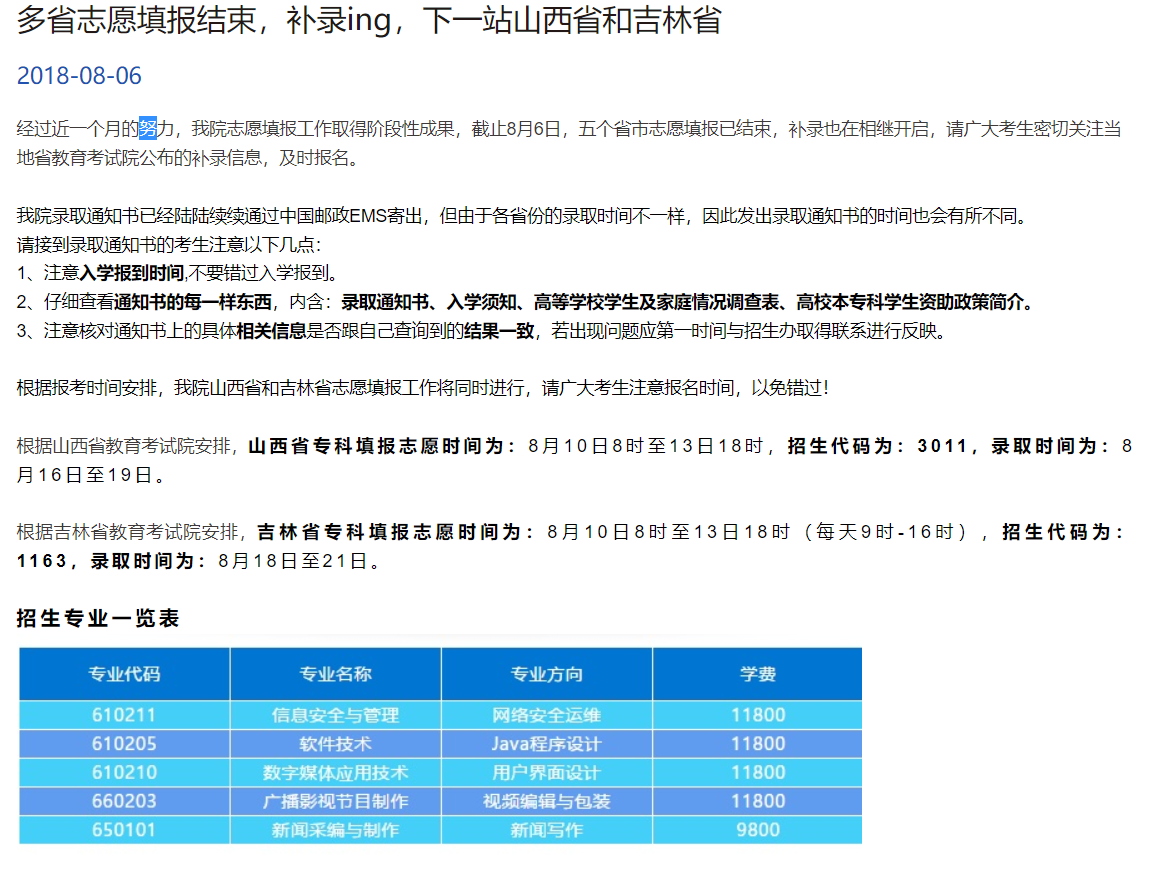 多省志愿填报结束，补录ing，下一站山西省和吉林省
2018-08-06
经过近一个月的努力，我院志愿填报工作取得阶段性成果，截止8月6日，五个省市志愿填报已结束，补录也在相继开启，请广大考生密切关注当
地省教育考试院公布的补录信息，及时报名。
我院录取通知书已经陆陆续续通过中国邮政EMS寄出，但由于各省份的录取时间不一样，因此发出录取通知书的时间也会有所不同。
请接到录取通知书的考生注意以下几点：
1、注意入学报到时间,不要错过入学报到。
2、仔细查看通知书的每一样东西，内含：录取通知书、入学须知、高等学校学生及家庭情况调查表、高校本专科学生资助政策简介。
3、注意核对通知书上的具体相关信息是否跟自己查询到的结果一致，若出现问题应第一时间与招生办取得联系进行反映。
根据报考时间安排，我院山西省和吉林省志愿填报工作将同时进行，请广大考生注意报名时间，以免错过！
根据山西省教育考试院安排，山西省专科填报志愿时间为：8月10日8时至13日18时，招生代码为：3011，录取时间为：8
月16日至19日。
根据吉林省教育考试院安排，吉林省专科填报志愿时间为：8月10日8时至13日18时（每天9时-16时），招生代码为：
1163，录取时间为：8月18日至21日。
招生专业一览表
专业代码 专业名称 专业方向 学费
610211 信息安全与管理 网络安全运维 11800
610205 软件技术 Java程序设计 11800
610210 数字媒体应用技术 用户界面设计 11800
660203 广播影视节目制作 视频编辑与包装 11800
650101 新闻采编与制作 新闻写作 9800